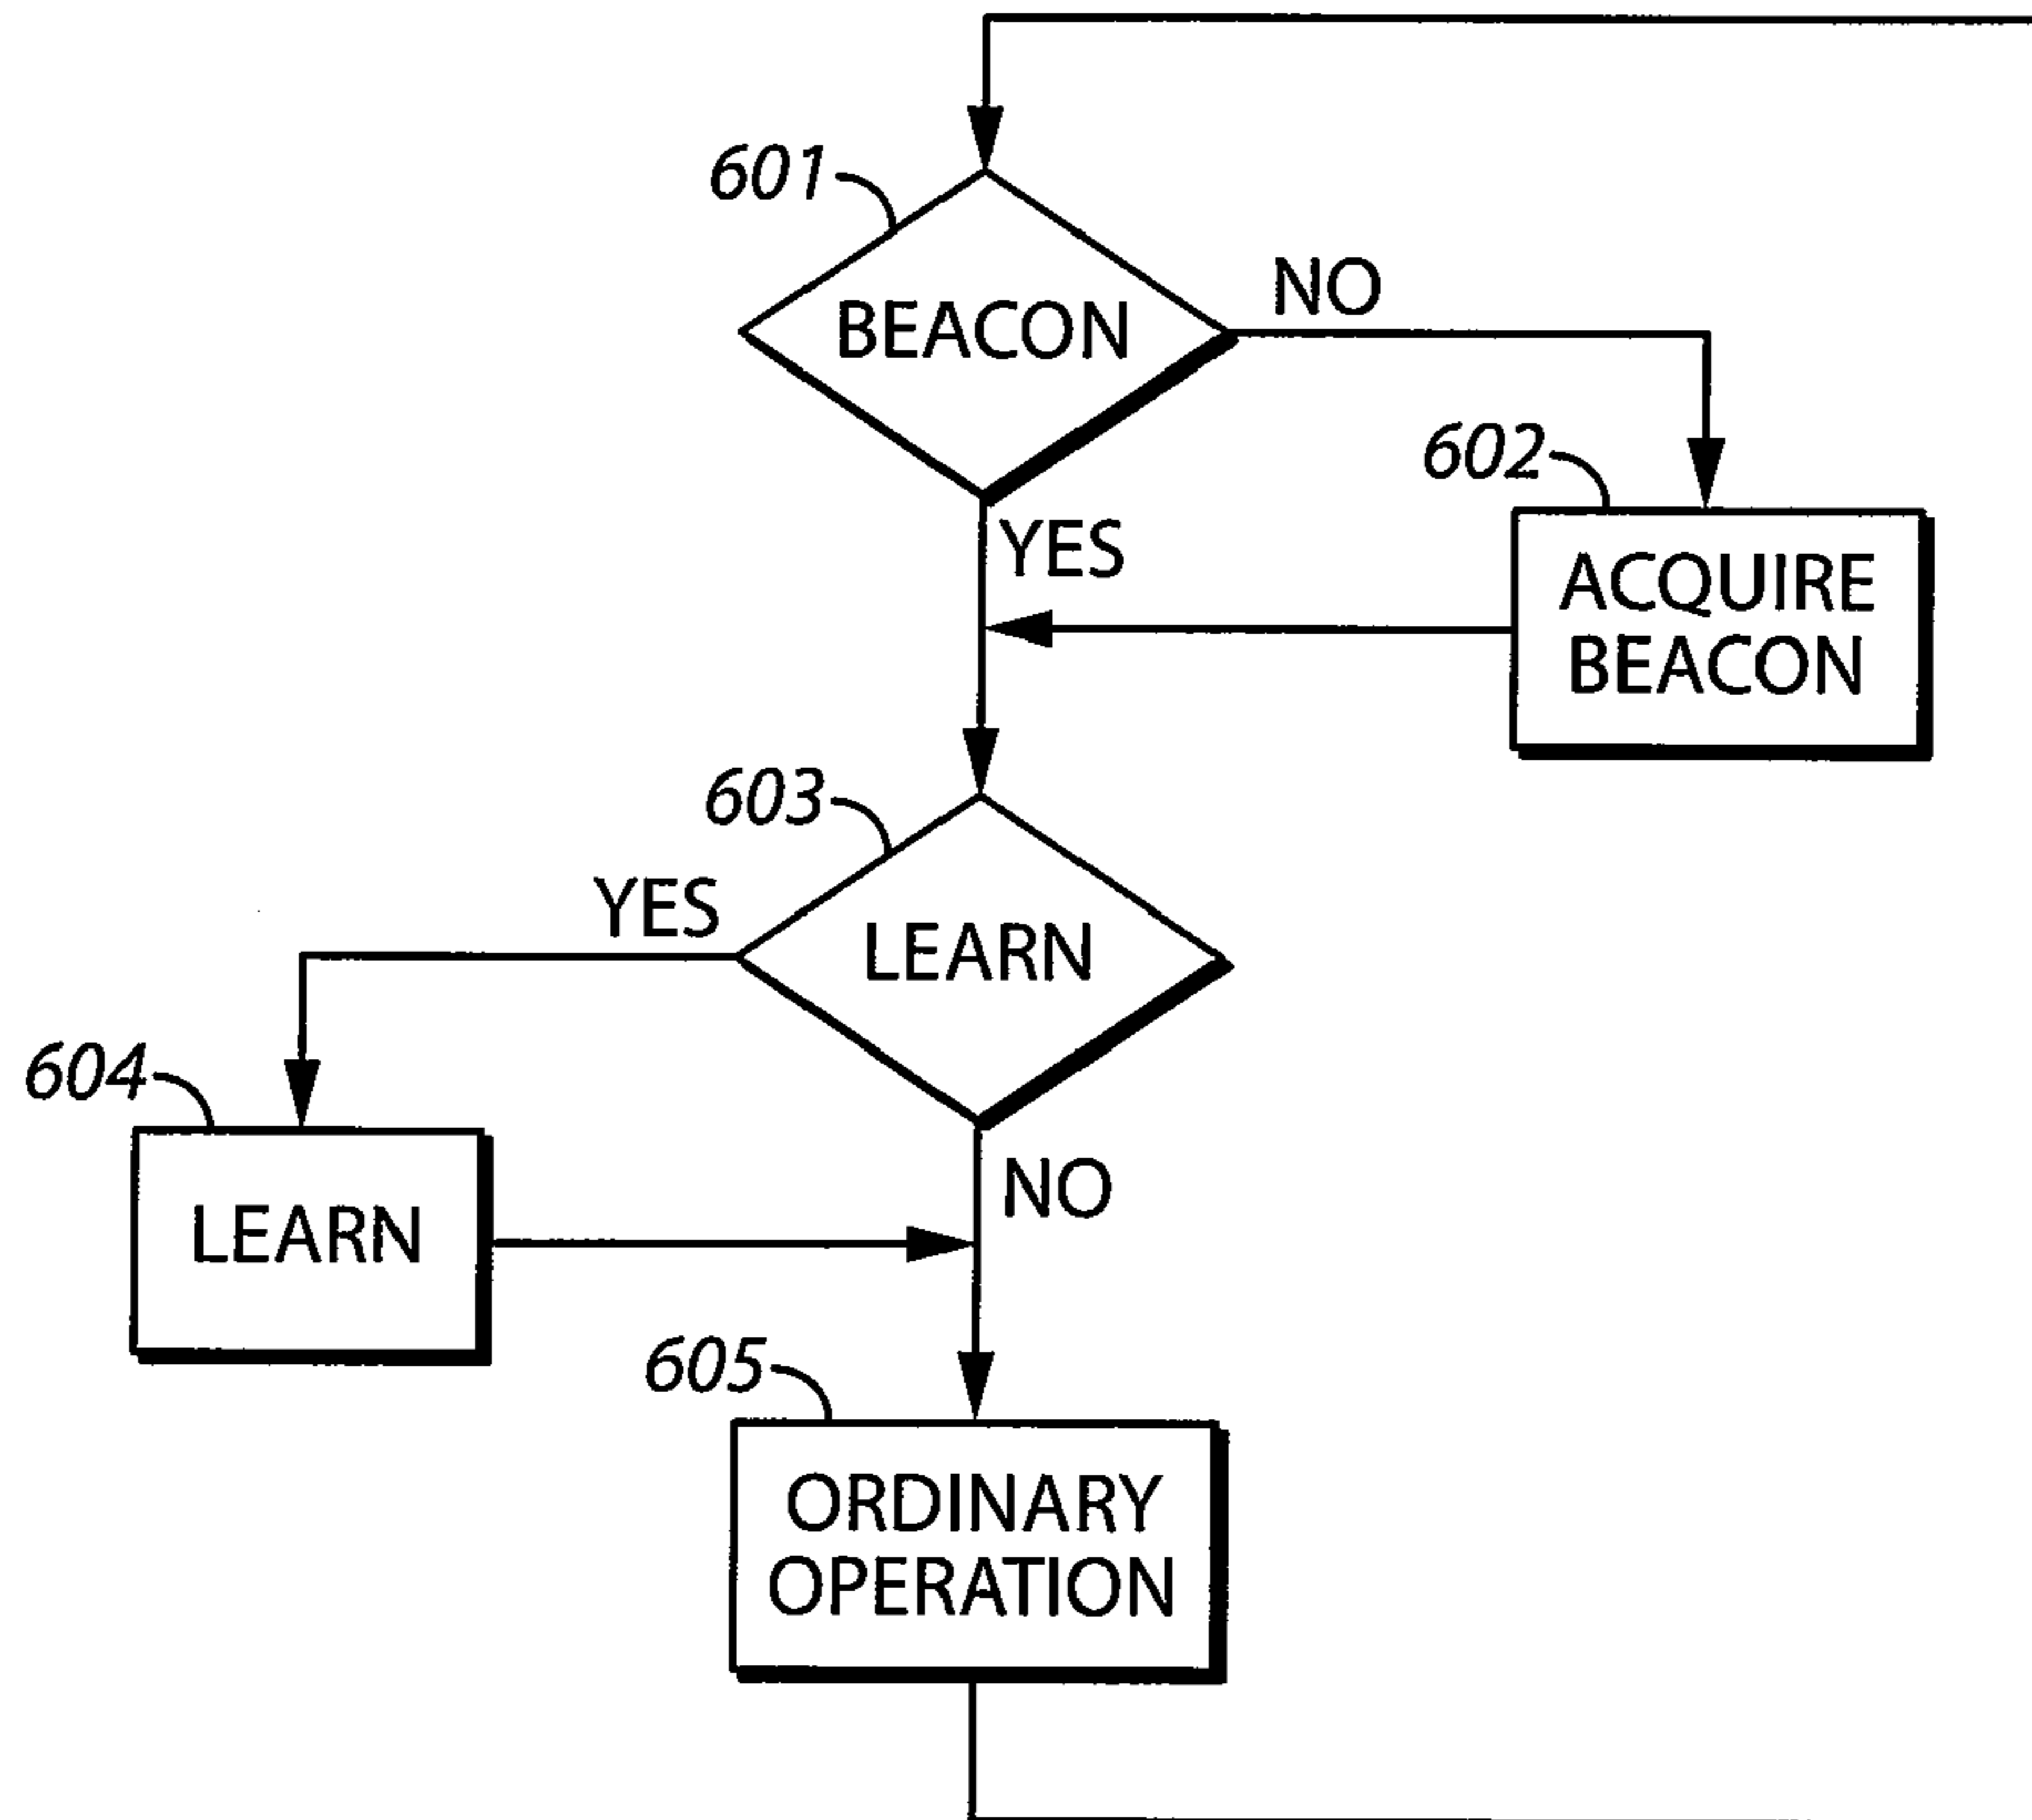 601
BEACON
NO
602
YES
ACQUIRE
BEACON
603
YES
LEARN
604
NO
LEARN
605
ORDINARY
OPERATION